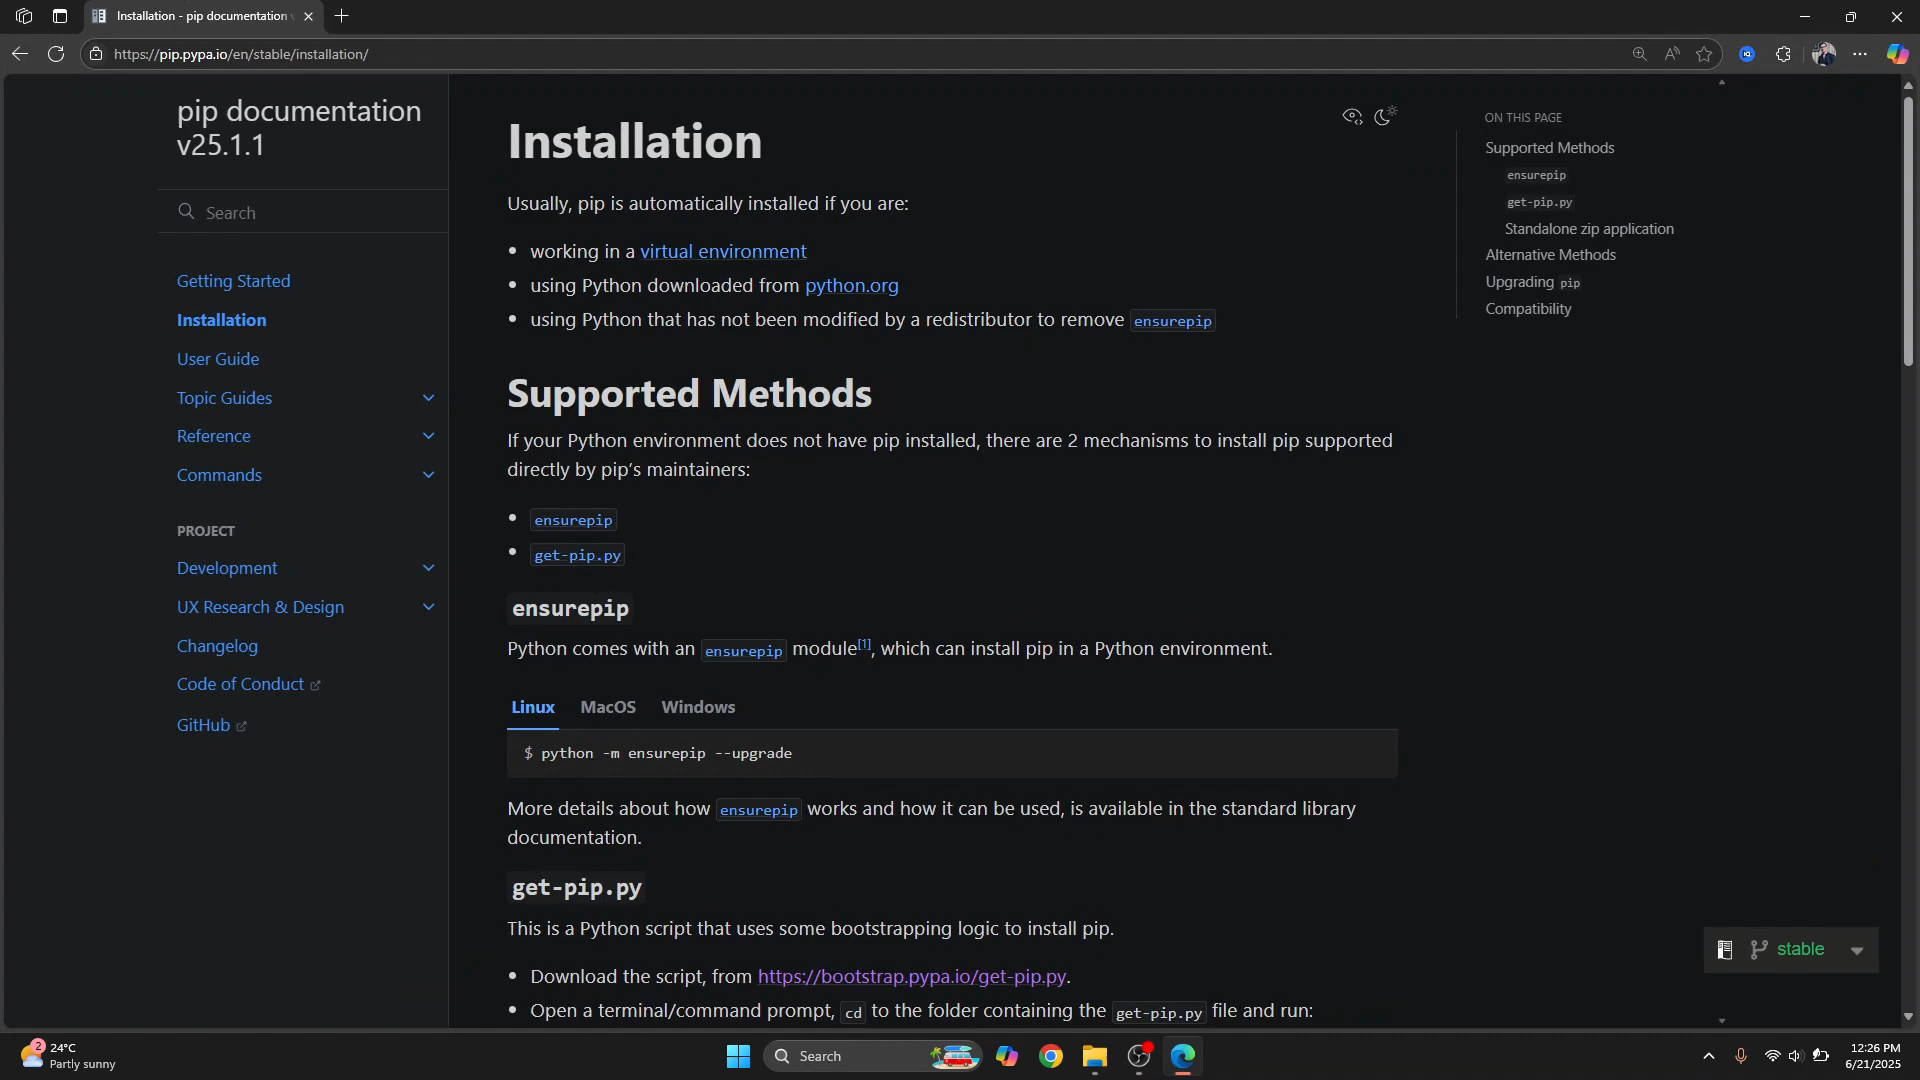 Installation - pip documentation v
https://pip.pypa.io/en/stable/installation/
pip documentation
v25.1.1
Search
Getting Started
Installation
User Guide
Topic Guides
Reference
Commands
PROJECT
Development
UX Research & Design
Changelog
Code of Conduct
GitHub
Installation
Usually, pip is automatically installed if you are:
• working in a virtual environment
• using Python downloaded from python.org
• using Python that has not been modified by a redistributor to remove ensurepip
Supported Methods
If your Python environment does not have pip installed, there are 2 mechanisms to install pip supported
directly by pip’s maintainers:
• ensurepip
• get-pip.py
ensurepip
Python comes with an ensurepip module[1], which can install pip in a Python environment.
Linux MacOS Windows
$ python -m ensurepip --upgrade
More details about how ensurepip works and how it can be used, is available in the standard library
documentation.
get-pip.py
This is a Python script that uses some bootstrapping logic to install pip.
• Download the script, from https://bootstrap.pypa.io/get-pip.py.
• Open a terminal/command prompt, cd to the folder containing the get-pip.py file and run:
ON THIS PAGE
Supported Methods
ensurepip
get-pip.py
Standalone zip application
Alternative Methods
Upgrading pip
Compatibility
stable
2
24°C
Partly sunny
Search
12:26 PM
6/21/2025